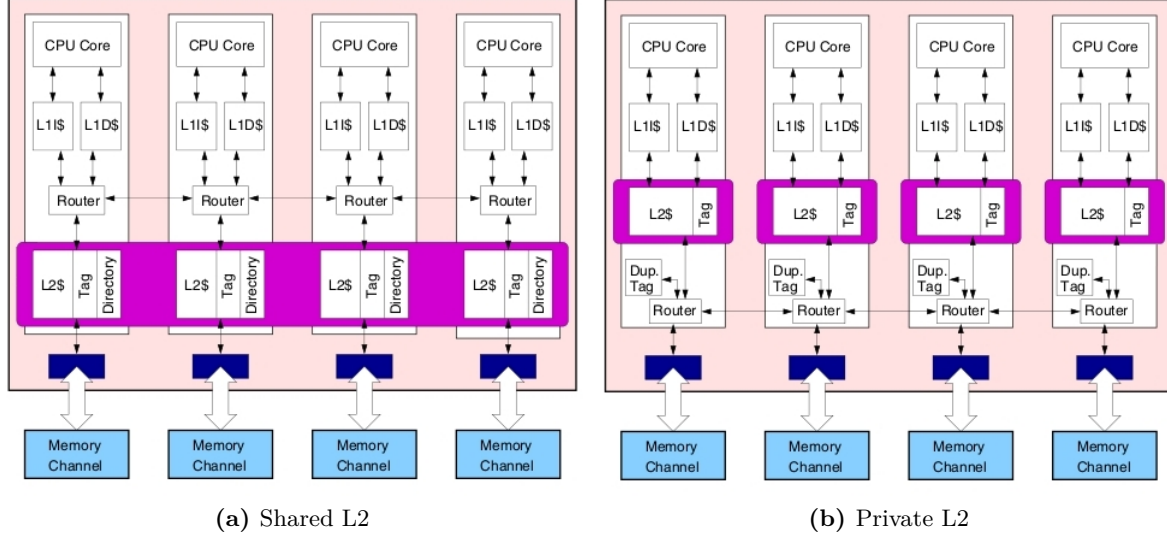 CPU Core
CPU Core
CPU Core
CPU Core
L1I$ L1D$
L1I$ L1D$
L1I$ L1D$
L1I$ L1D$
Router
Router
Router
Router
L2$ Tag Directory
L2$ Tag Directory
L2$ Tag Directory
L2$ Tag Directory
Memory
Channel
Memory
Channel
Memory
Channel
Memory
Channel
(a) Shared L2
CPU Core
CPU Core
CPU Core
CPU Core
L1I$ L1D$
L1I$ L1D$
L1I$ L1D$
L1I$ L1D$
L2$ Tag
L2$ Tag
L2$ Tag
L2$ Tag
Dup.
Tag
Dup.
Tag
Dup.
Tag
Dup.
Tag
Router
Router
Router
Router
Memory
Channel
Memory
Channel
Memory
Channel
Memory
Channel
(b) Private L2